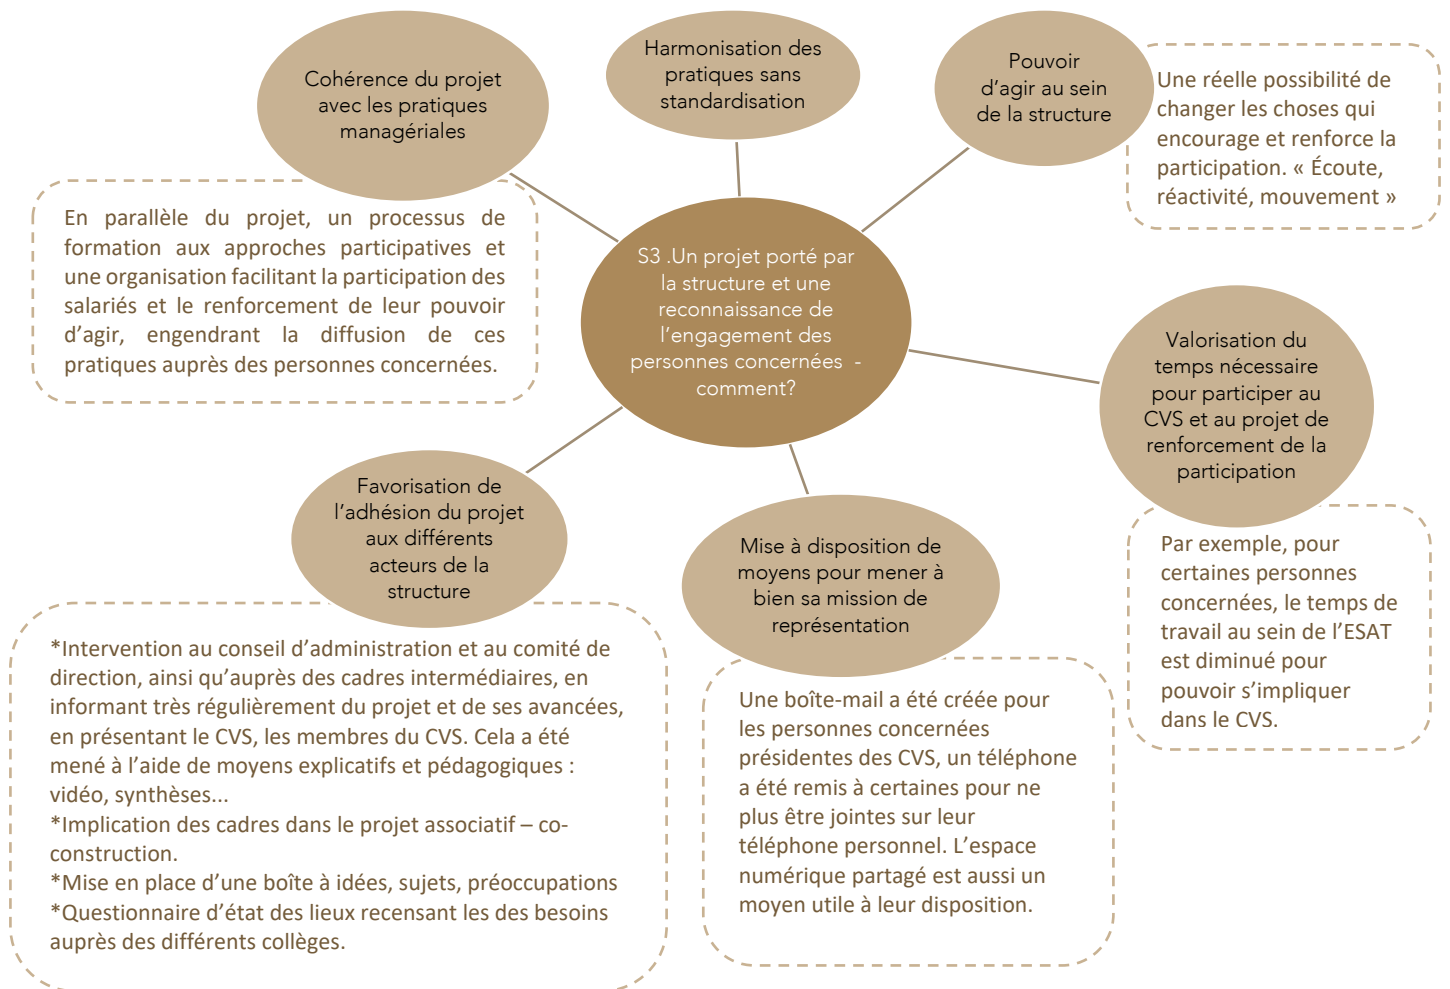 Cohérence du projet
avec les pratiques
managériales
Harmonisation des
pratiques sans
standardisation
Pouvoir
d’agir au sein
de la structure
Une réelle possibilité de
changer les choses qui
encourage et renforce la
participation. « Écoute,
réactivité, mouvement »
En parallèle du projet, un processus de
formation aux approches participatives et
une organisation facilitant la participation des
salariés et le renforcement de leur pouvoir
d’agir, engendrant la diffusion de ces
pratiques auprès des personnes concernées.
S3 .Un projet porté par
la structure et une
reconnaissance de
l’engagement des
personnes concernées -
comment?
Valorisation du
temps nécessaire
pour participer au
CVS et au projet de
renforcement de la
participation
Par exemple, pour
certaines personnes
concernées, le temps de
travail au sein de l’ESAT
est diminué pour
pouvoir s’impliquer
dans le CVS.
Favorisation de
l’adhésion du projet
aux différents
acteurs de la
structure
*Intervention au conseil d’administration et au comité de
direction, ainsi qu’auprès des cadres intermédiaires, en
informant très régulièrement du projet et de ses avancées,
en présentant le CVS, les membres du CVS. Cela a été
mené à l’aide de moyens explicatifs et pédagogiques :
vidéo, synthèses...
*Implication des cadres dans le projet associatif – co-
construction.
*Mise en place d’une boîte à idées, sujets, préoccupations
*Questionnaire d’état des lieux recensant les des besoins
auprès des différents collèges.
Mise à disposition de
moyens pour mener à
bien sa mission de
représentation
Une boîte-mail a été créée pour
les personnes concernées
présidentes des CVS, un téléphone
a été remis à certaines pour ne
plus être jointes sur leur
téléphone personnel. L’espace
numérique partagé est aussi un
moyen utile à leur disposition.